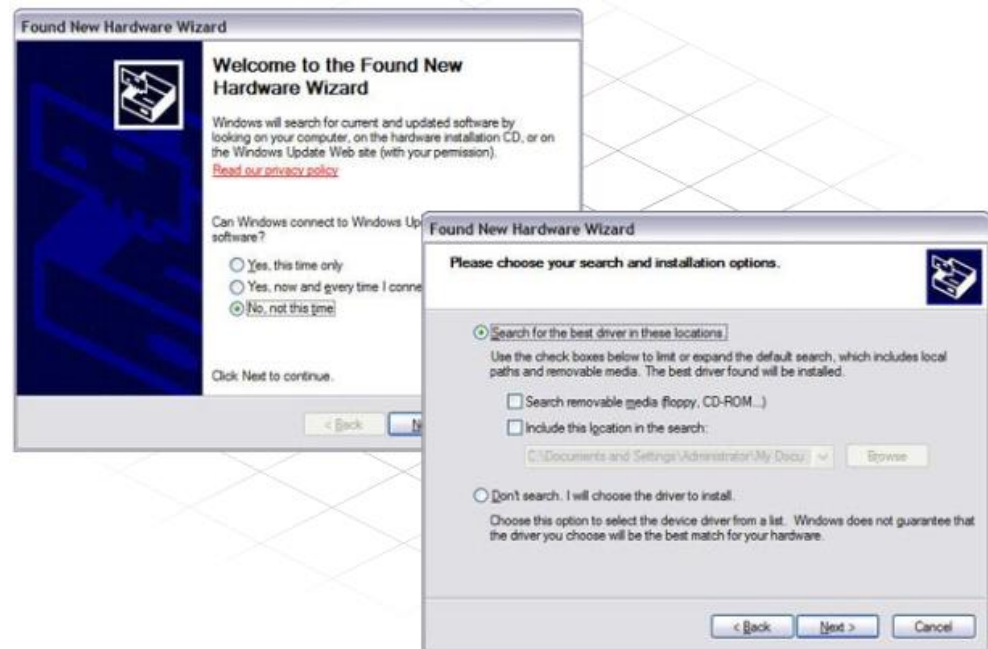 Found New Hardware Wizard
Welcome to the Found New
Hardware Wizard
Windows will search for current and updated software by
looking on your computer, on the hardware installation CD, or on
the Windows Update Web site (with your permission).
Read our privacy policy
Can Windows connect to Windows Up
software?
Yes, this time only
Yes, now and every time I conne
No, not this time
Click Next to continue.
< Back
Found New Hardware Wizard
Please choose your search and installation options.
Search for the best driver in these locations.
Use the check boxes below to limit or expand the default search, which includes local
paths and removable media. The best driver found will be installed.
Search removable media (floppy, CD-ROM...)
Include this location in the search:
C:\Documents and Settings\Administrator\My Docu
Browse
Don't search. I will choose the driver to install.
Choose this option to select the device driver from a list. Windows does not guarantee that
the driver you choose will be the best match for your hardware.
< Back Next > Cancel